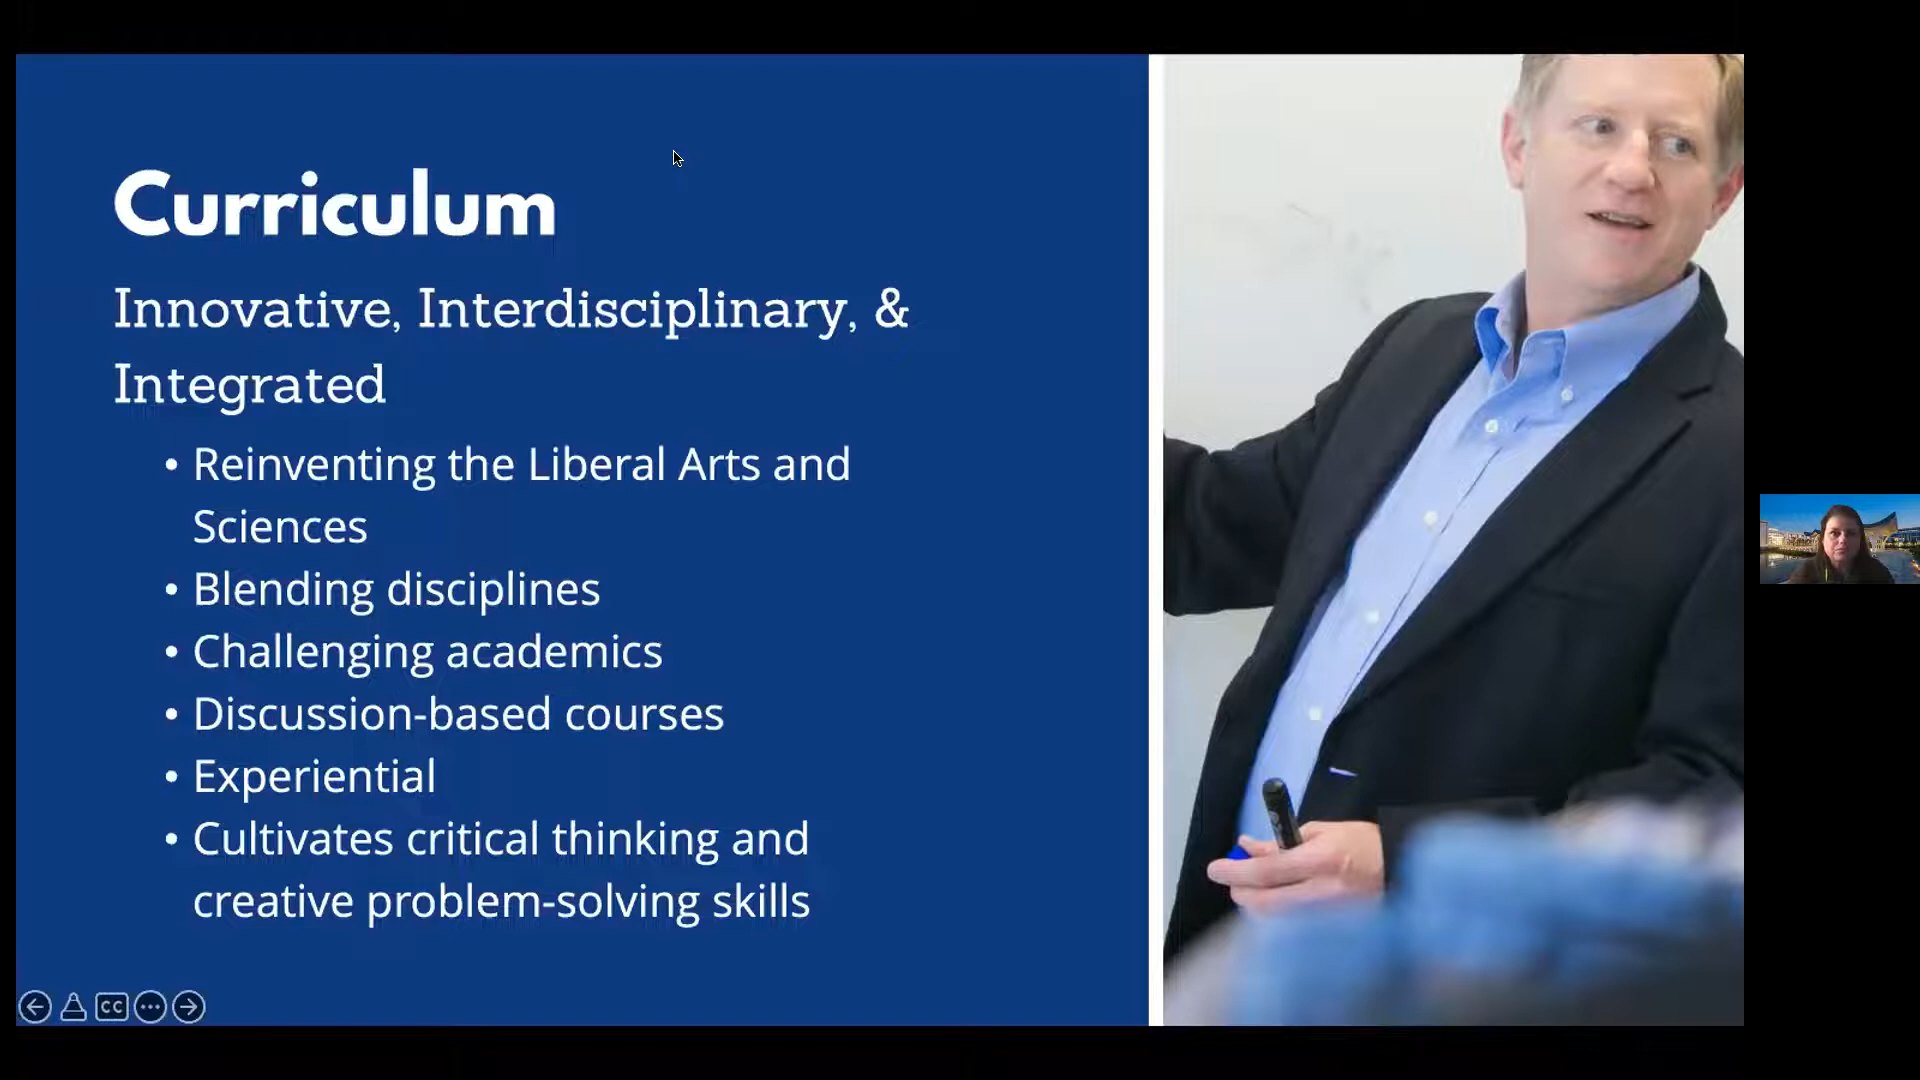 Curriculum
Innovative, Interdisciplinary, &
Integrated
• Reinventing the Liberal Arts and
Sciences
• Blending disciplines
• Challenging academics
• Discussion-based courses
• Experiential
• Cultivates critical thinking and
creative problem-solving skills
CC